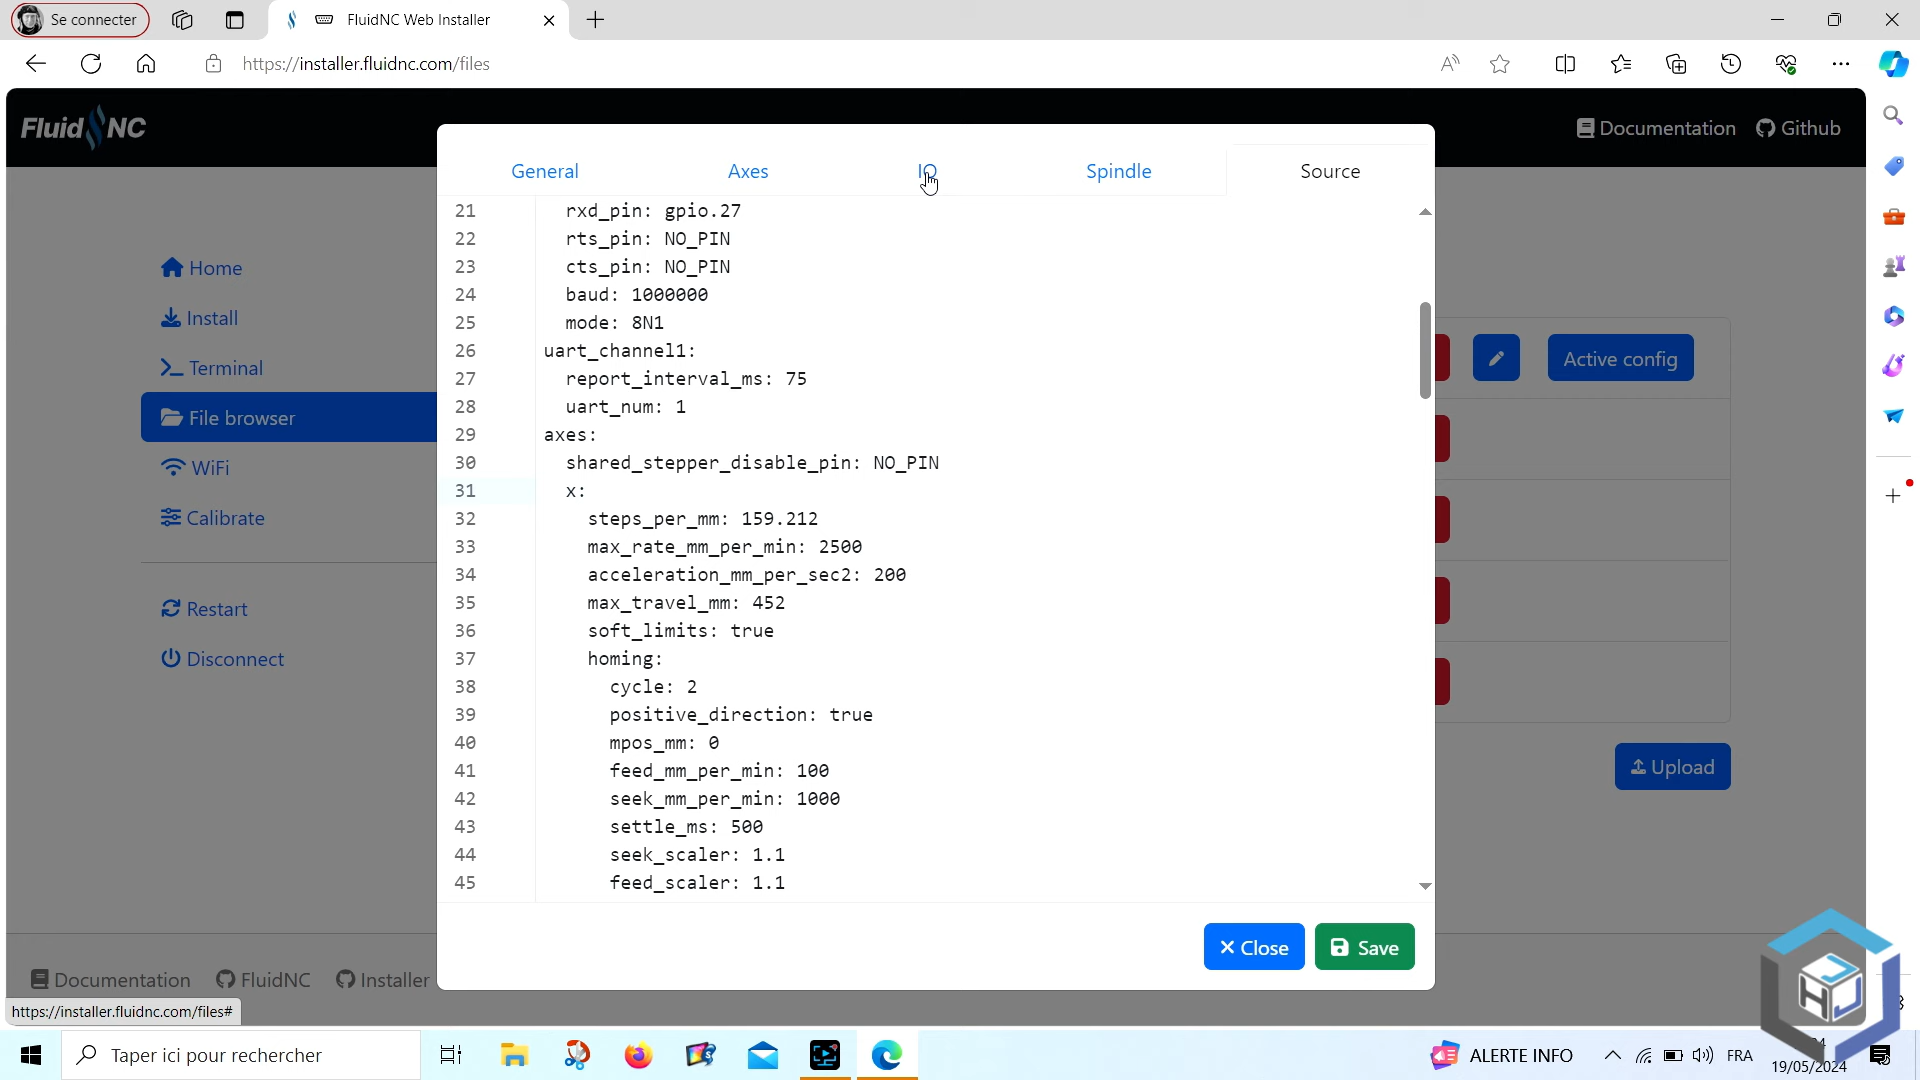 Se connecter
FluidNC Web Installer
https://installer.fluidnc.com/files
FluidNC
Documentation
Github
General
Axes
IO
Spindle
Source
Home
Install
Terminal
File browser
WiFi
Calibrate
Restart
Disconnect
21 rxd_pin: gpio.27
22 rts_pin: NO_PIN
23 cts_pin: NO_PIN
24 baud: 1000000
25 mode: 8N1
26 uart_channel1:
27 report_interval_ms: 75
28 uart_num: 1
29 axes:
30 shared_stepper_disable_pin: NO_PIN
31 x:
32 steps_per_mm: 159.212
33 max_rate_mm_per_min: 2500
34 acceleration_mm_per_sec2: 200
35 max_travel_mm: 452
36 soft_limits: true
37 homing:
38 cycle: 2
39 positive_direction: true
40 mpos_mm: 0
41 feed_mm_per_min: 100
42 seek_mm_per_min: 1000
43 settle_ms: 500
44 seek_scaler: 1.1
45 feed_scaler: 1.1
Active config
Upload
Close
Save
Documentation
FluidNC
Installer
https://installer.fluidnc.com/files#
Taper ici pour rechercher
ALERTE INFO
FRA
19/05/2024